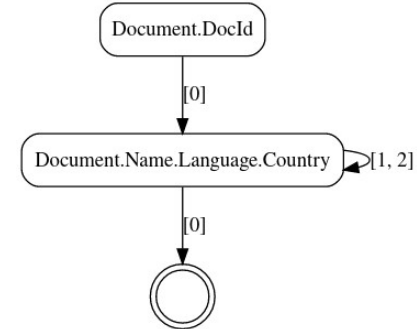 Document.DocId
[0]
Document.Name.Language.Country
[1, 2]
[0]